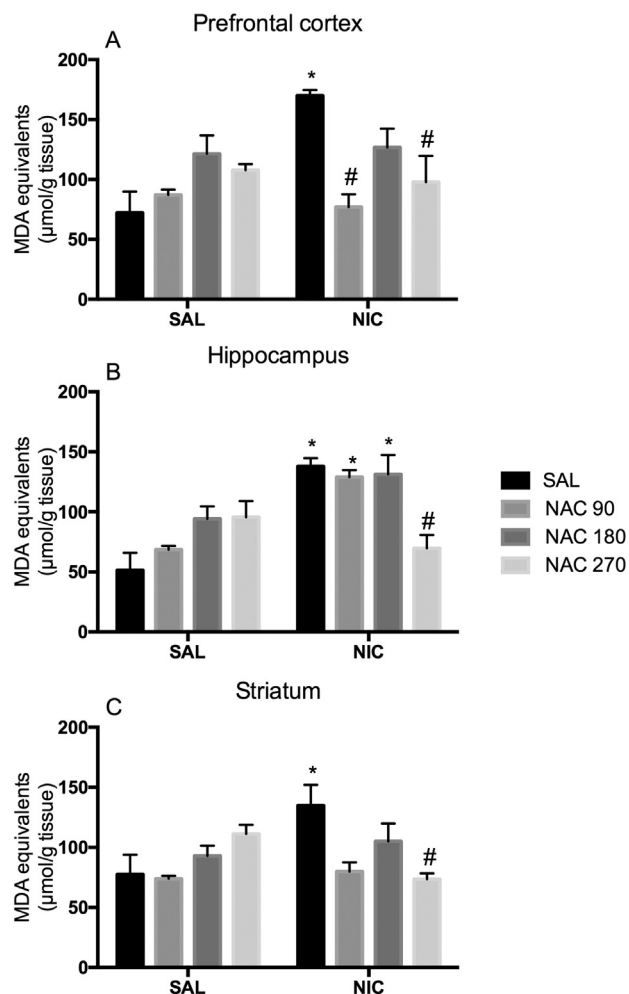 A
Prefrontal cortex
MDA equivalents
(µmol/g tissue)
200
150
100
50
0
*
#
#
SAL
NIC
B
Hippocampus
MDA equivalents
(µmol/g tissue)
200
150
100
50
0
*
*
*
#
SAL
NIC
SAL
NAC 90
NAC 180
NAC 270
C
Striatum
MDA equivalents
(µmol/g tissue)
200
150
100
50
0
*
#
SAL
NIC